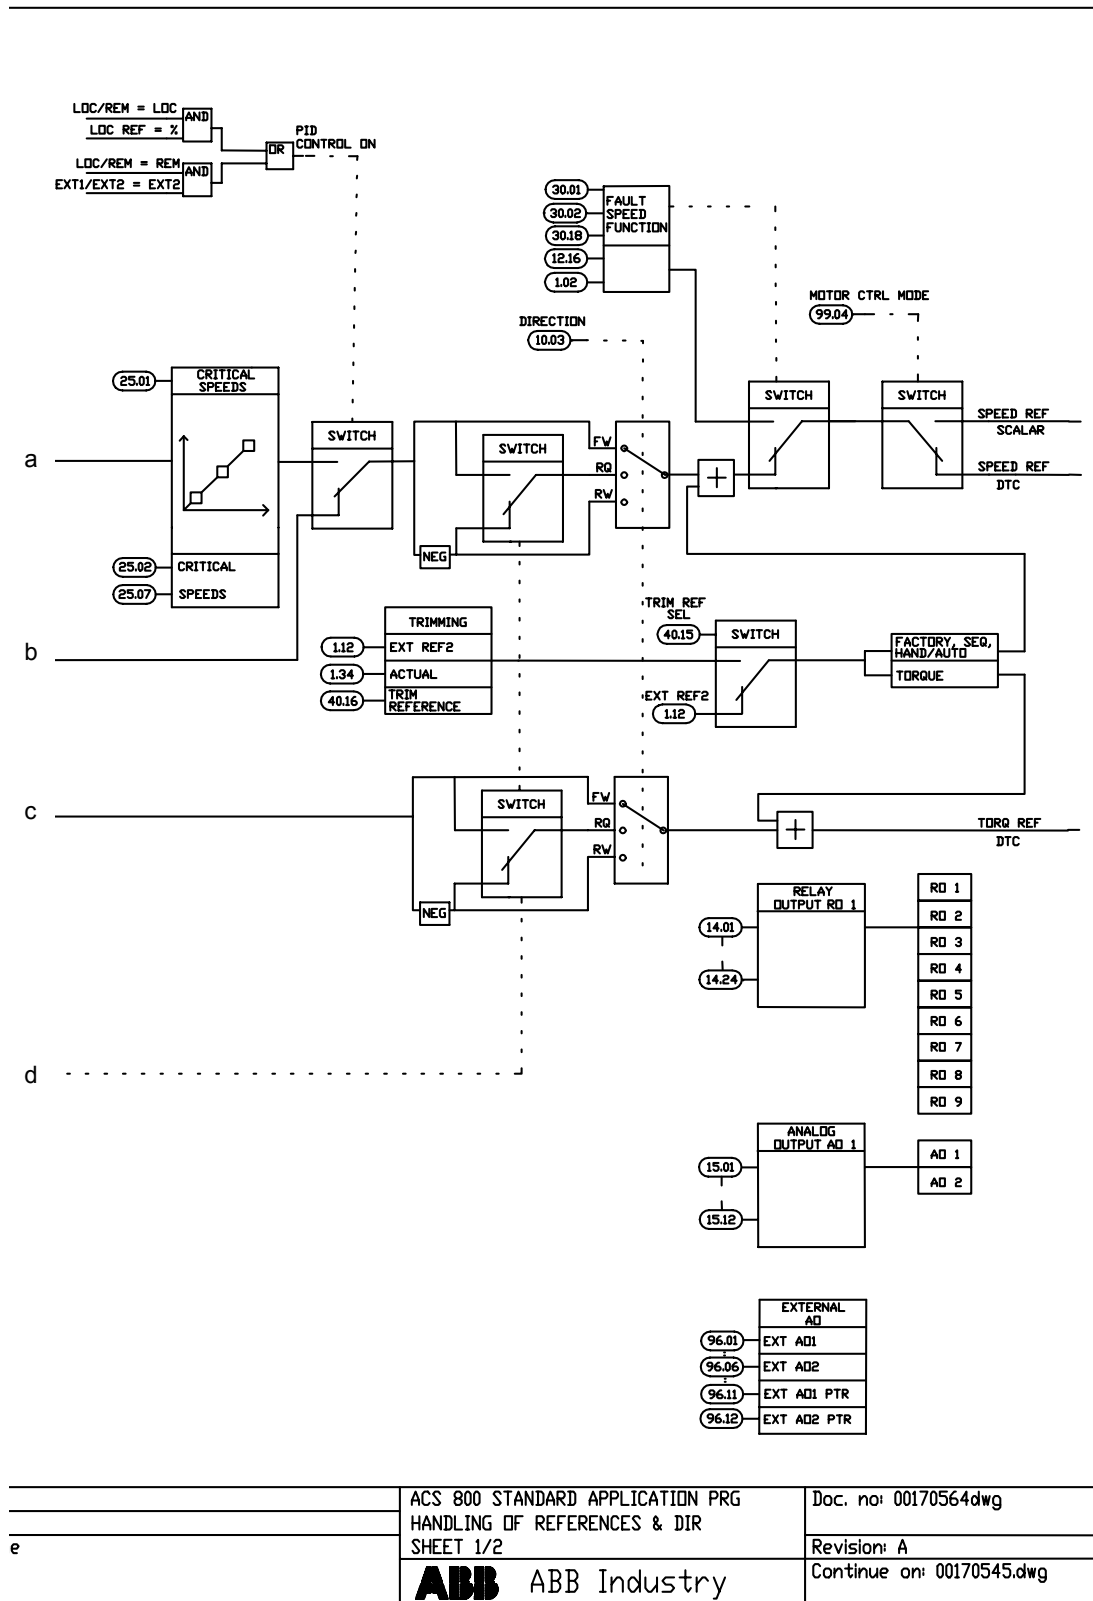 LOC/REM = LOC
LOC REF = %
AND
LOC/REM = REM
EXT1/EXT2 = EXT2
AND
OR
PID
CONTROL ON
30.01
30.02
30.18
12.16
1.02
FAULT
SPEED
FUNCTION
MOTOR CTRL MODE
99.04
DIRECTION
10.03
25.01
CRITICAL
SPEEDS
SWITCH
SWITCH
SWITCH
SWITCH
SPEED REF
SCALAR
SPEED REF
DTC
a
FW
RQ
RW
+
NEG
25.02
CRITICAL
25.07
SPEEDS
b
TRIMMING
1.12
EXT REF2
1.34
ACTUAL
40.16
TRIM
REFERENCE
TRIM REF
SEL
40.15
SWITCH
EXT REF2
1.12
FACTORY, SEQ,
HAND/AUTO
TORQUE
c
SWITCH
FW
RQ
RW
NEG
+
TORQ REF
DTC
RELAY
OUTPUT RO 1
14.01
14.24
RO 1
RO 2
RO 3
RO 4
RO 5
RO 6
RO 7
RO 8
RO 9
d
ANALOG
OUTPUT AO 1
15.01
15.12
AO 1
AO 2
EXTERNAL
AO
96.01
EXT AO1
96.06
EXT AO2
96.11
EXT AO1 PTR
96.12
EXT AO2 PTR
e
ACS 800 STANDARD APPLICATION PRG
HANDLING OF REFERENCES & DIR
SHEET 1/2
ABB ABB Industry
Doc. no: 00170564dwg
Revision: A
Continue on: 00170545.dwg